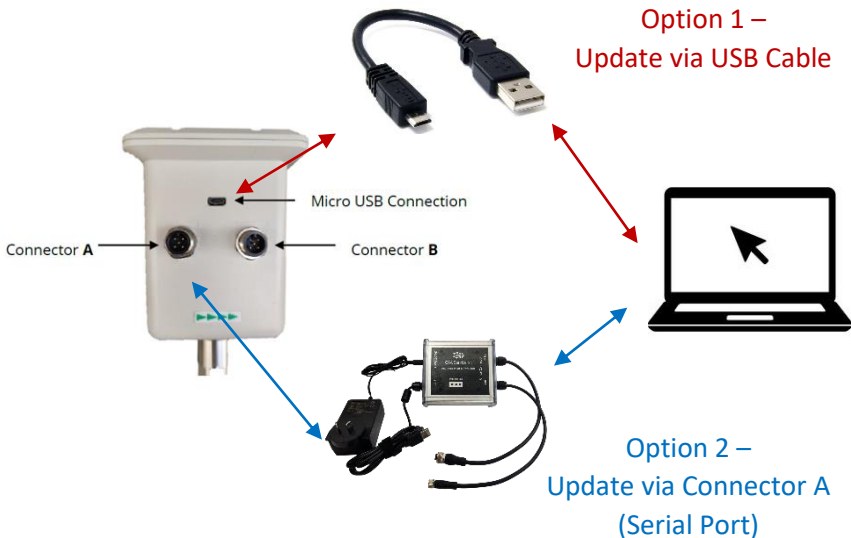 Option 1 –
Update via USB Cable
Micro USB Connection
Connector A
Connector B
Option 2 –
Update via Connector A
(Serial Port)